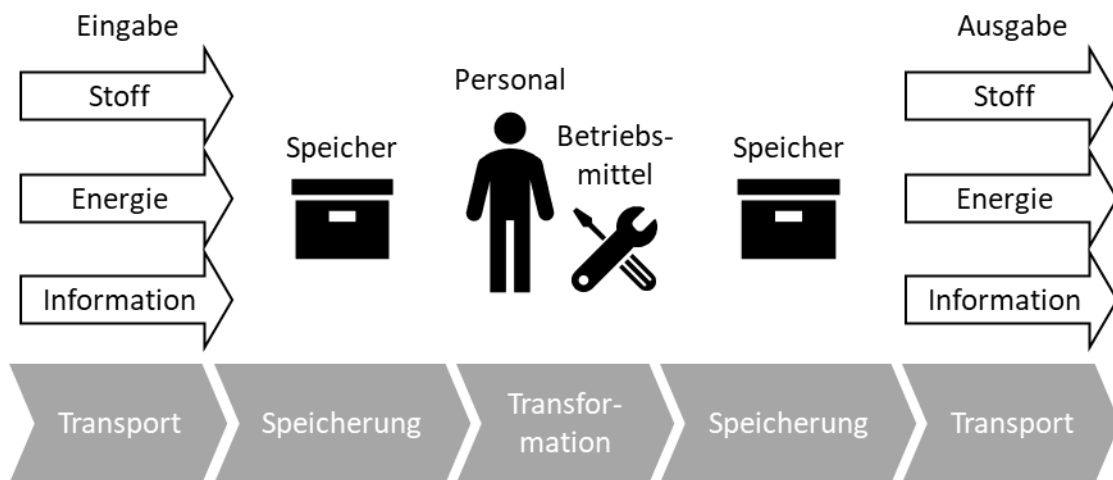 Eingabe
Stoff
Energie
Information
Speicher
Personal
Betriebs-
mittel
Speicher
Ausgabe
Stoff
Energie
Information
Transport
Speicherung
Transfor-
mation
Speicherung
Transport